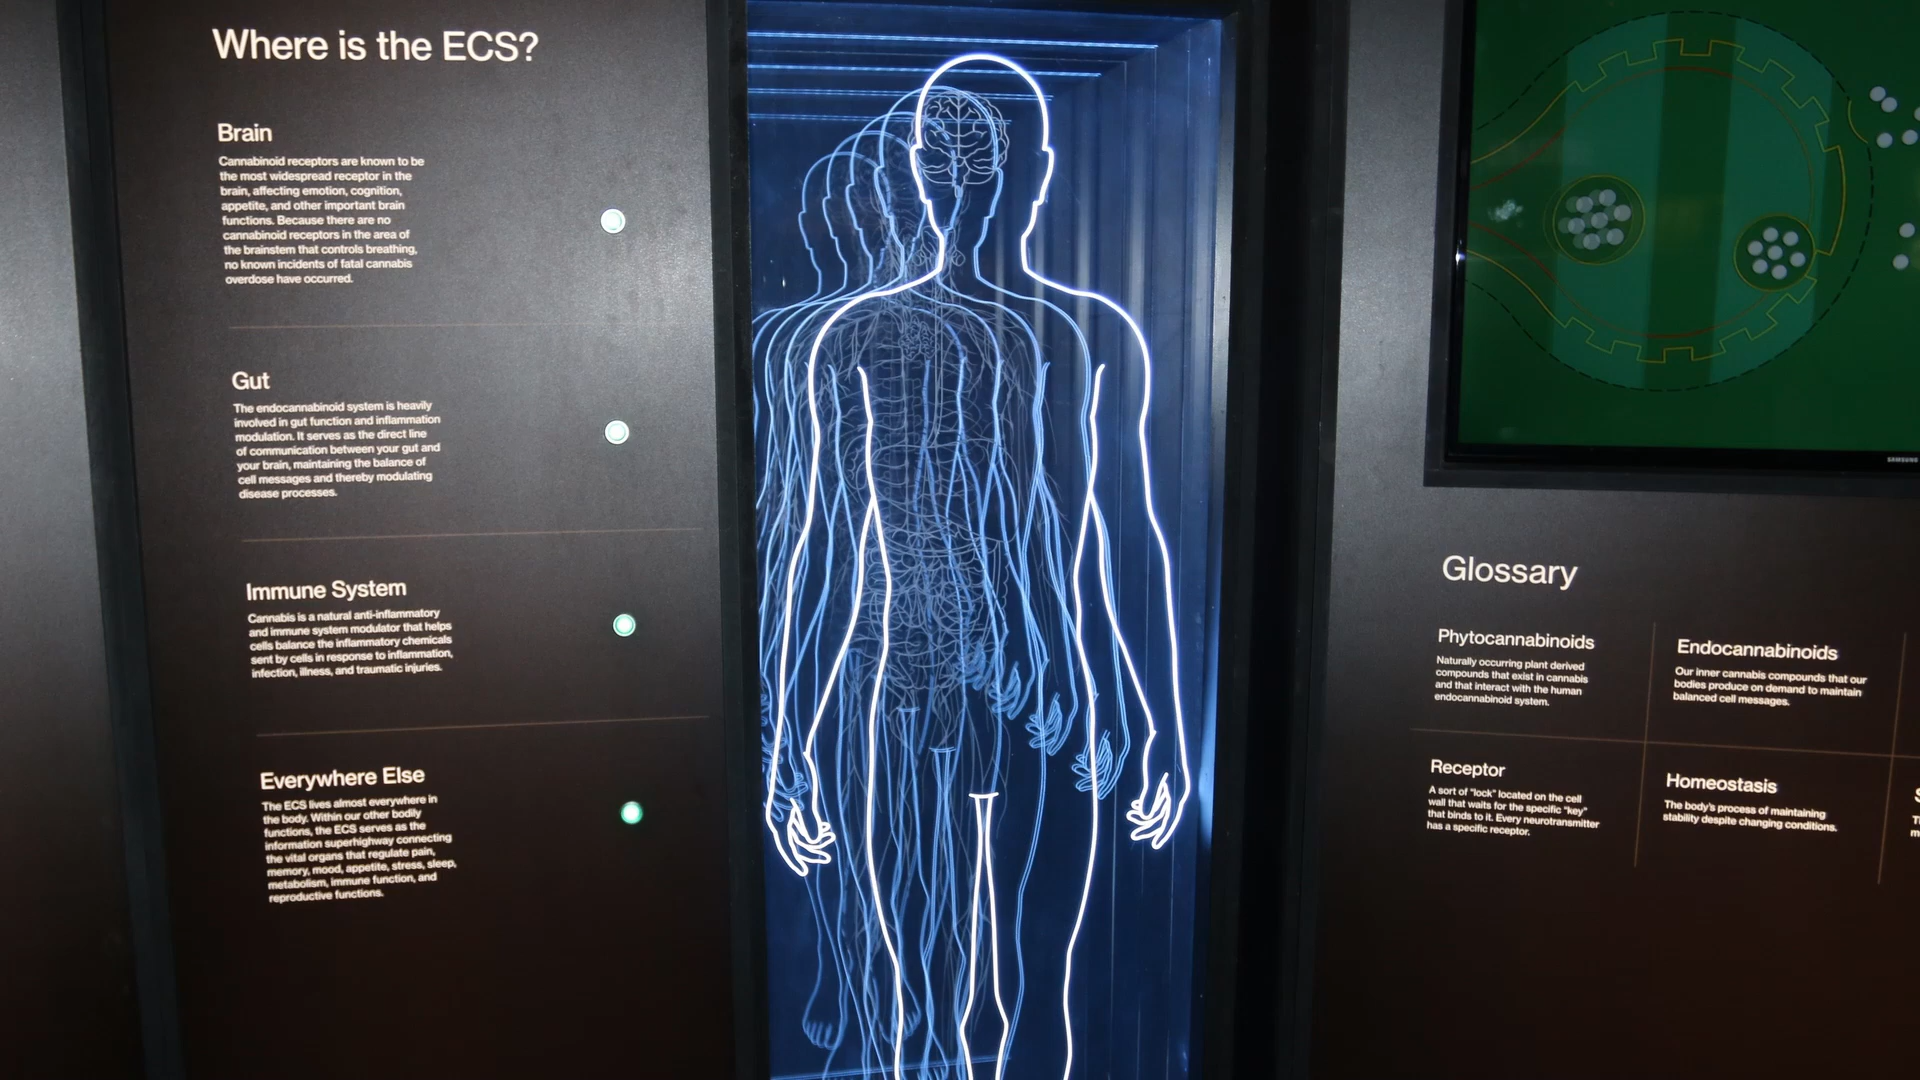 Where is the ECS?
Brain
Cannabinoid receptors are known to be
the most widespread receptor in the
brain, affecting emotion, cognition,
appetite, and other important brain
functions. Because there are no
cannabinoid receptors in the area of
the brainstem that controls breathing,
no known incidents of fatal cannabis
overdose have occurred.
Gut
The endocannabinoid system is heavily
involved in gut function and inflammation
modulation. It serves as the direct line
of communication between your gut and
your brain, maintaining the balance of
cell messages and thereby modulating
disease processes.
Immune System
Cannabis is a natural anti-inflammatory
and immune system modulator that helps
cells balance the inflammatory chemicals
sent by cells in response to inflammation,
infection, illness, and traumatic injuries.
Everywhere Else
The ECS lives almost everywhere in
the body. Within our other bodily
functions, the ECS serves as the
information superhighway connecting
the vital organs that regulate pain,
memory, mood, appetite, stress, sleep,
metabolism, immune function, and
reproductive functions.
SAMSUNG
Glossary
Phytocannabinoids
Naturally occurring plant derived
compounds that exist in cannabis
and that interact with the human
endocannabinoid system.
Endocannabinoids
Our inner cannabis compounds that our
bodies produce on demand to maintain
balanced cell messages.
Receptor
A sort of "lock" located on the cell
wall that waits for the specific "key"
that binds to it. Every neurotransmitter
has a specific receptor.
Homeostasis
The body's process of maintaining
stability despite changing conditions.